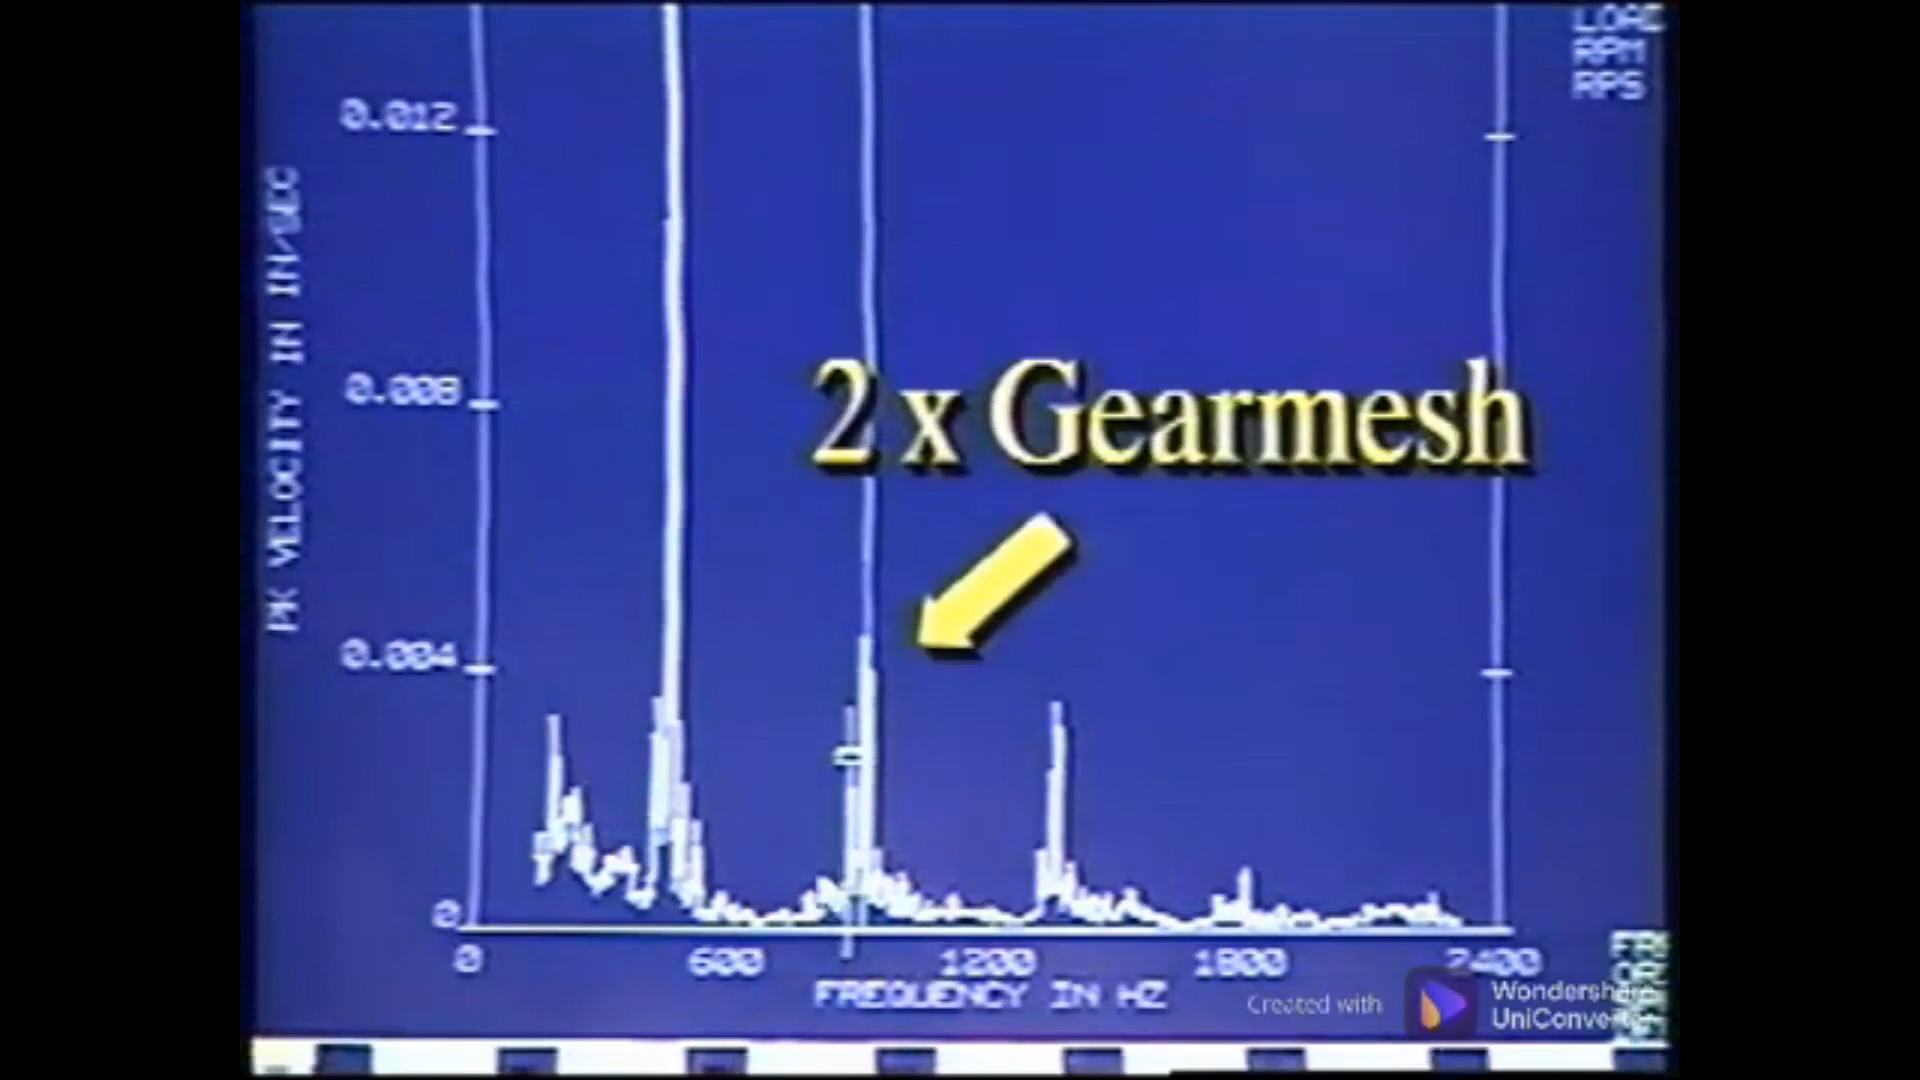 LOAD
RPM
RPS
0.012
0.008
0.004
0
PK VELOCITY IN IN/SEC
2 x Gearmesh
0 600 1200 1800 2400
FREQUENCY IN HZ
Created with
Wondershare
UniConverter